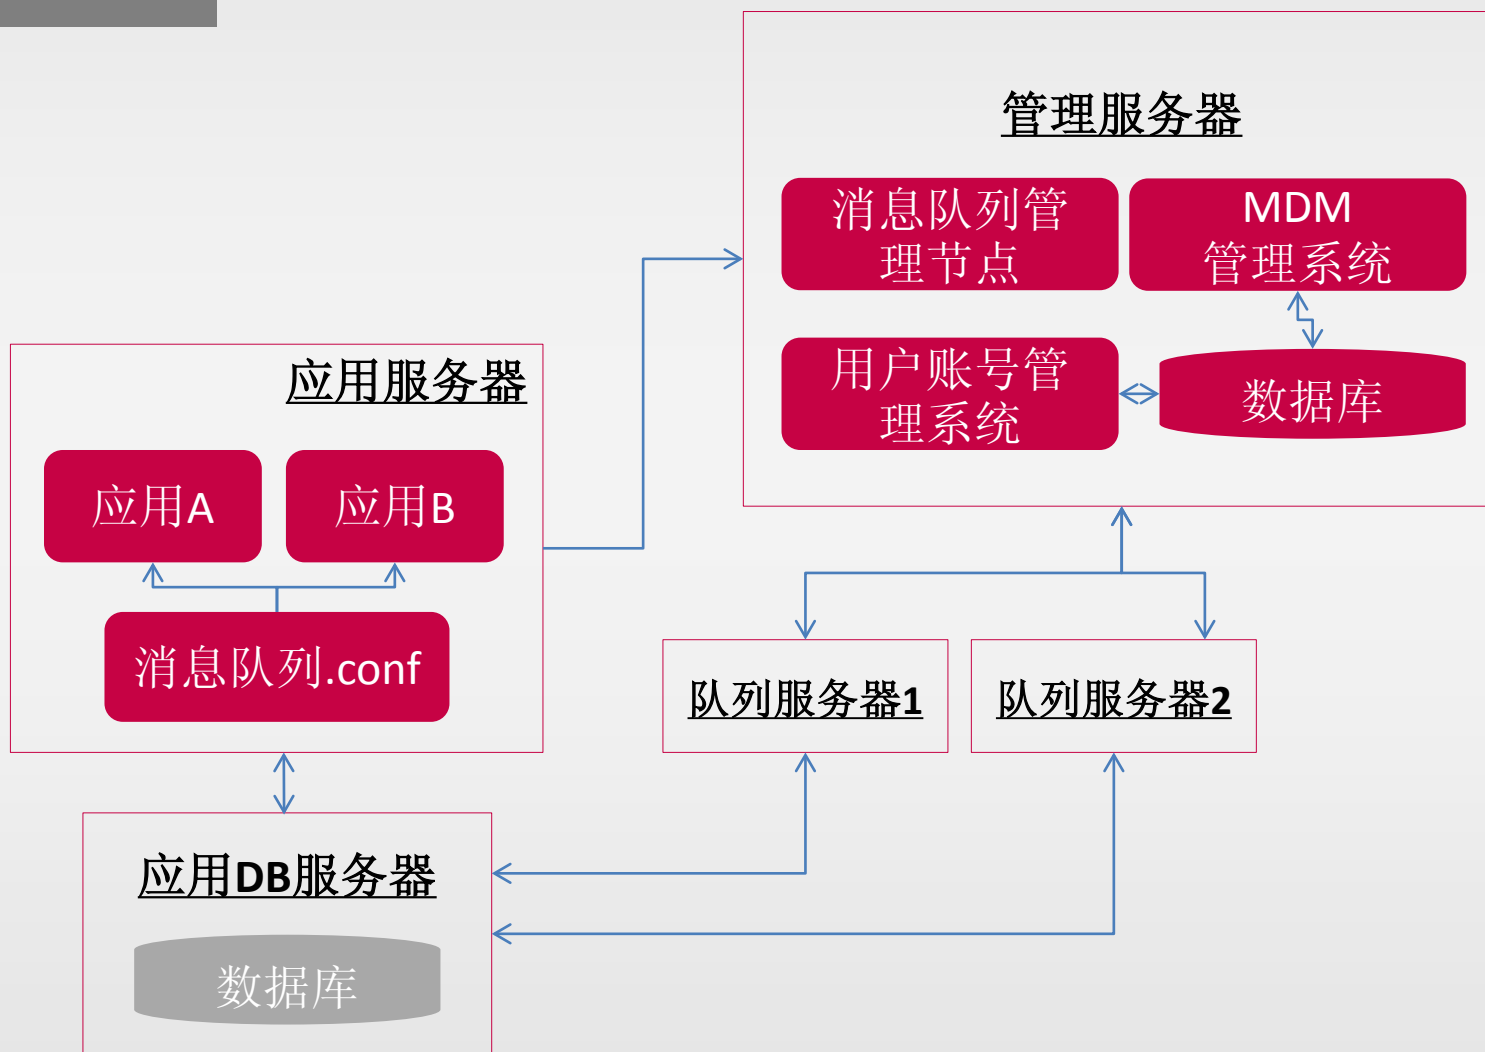 管理服务器
消息队列管
理节点
MDM
管理系统
用户账号管
理系统
数据库
应用服务器
应用A
应用B
消息队列.conf
队列服务器1
队列服务器2
应用DB服务器
数据库